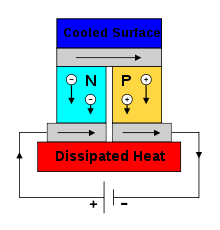 Cooled Surface
N P
Dissipated Heat
+ -